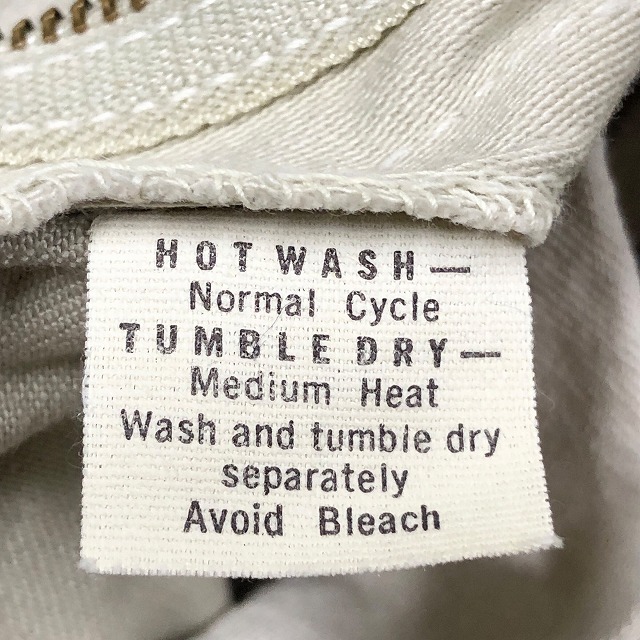 HOT WASH—
Normal Cycle
TUMBLE DRY—
Medium Heat
Wash and tumble dry
separately
Avoid Bleach